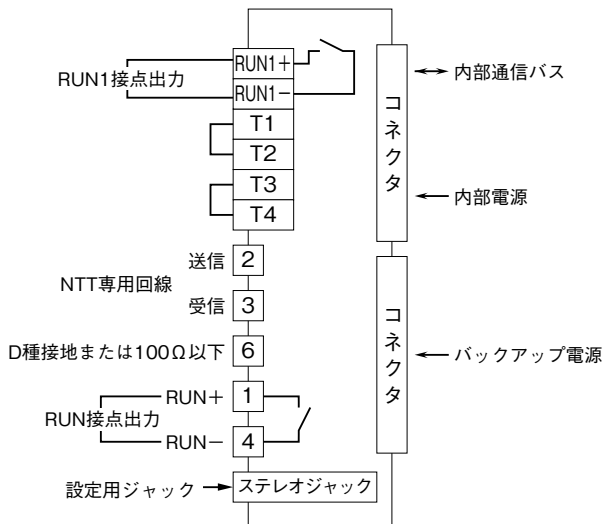 RUN1接点出力
RUN1+
RUN1−
T1
T2
T3
T4
NTT専用回線
送信 2
受信 3
D種接地または100Ω以下 6
RUN接点出力
RUN+ 1
RUN− 4
設定用ジャック ステレオジャック
コネクタ
内部通信バス
内部電源
コネクタ
バックアップ電源